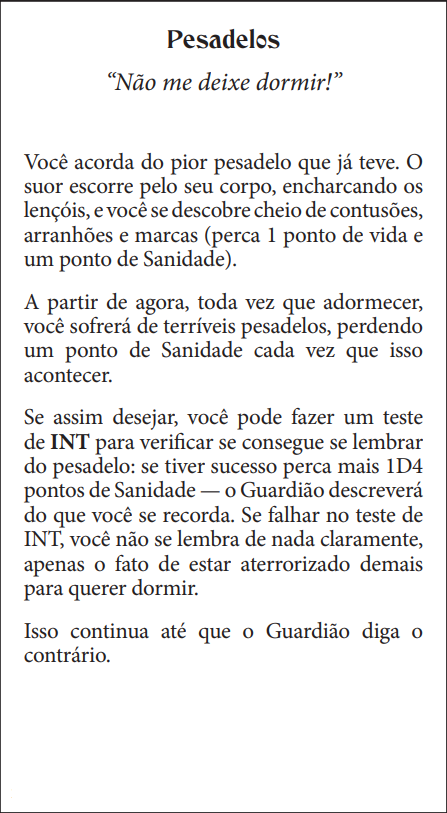 Pesadelos
“Não me deixe dormir!”
Você acorda do pior pesadelo que já teve. O
suor escorre pelo seu corpo, encharcando os
lençóis, e você se descobre cheio de contusões,
arranhões e marcas (perca 1 ponto de vida e
um ponto de Sanidade).
A partir de agora, toda vez que adormecer,
você sofrerá de terríveis pesadelos, perdendo
um ponto de Sanidade cada vez que isso
acontecer.
Se assim desejar, você pode fazer um teste
de INT para verificar se consegue se lembrar
do pesadelo: se tiver sucesso perca mais 1D4
pontos de Sanidade — o Guardião descreverá
do que você se recorda. Se falhar no teste de
INT, você não se lembra de nada claramente,
apenas o fato de estar aterrorizado demais
para querer dormir.
Isso continua até que o Guardião diga o
contrário.